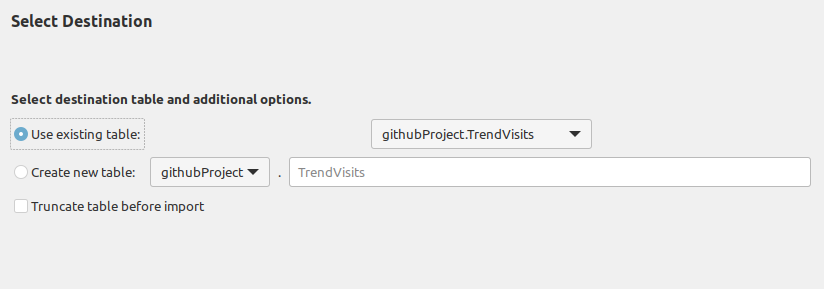 Select Destination
Select destination table and additional options.
Use existing table: githubProject.TrendVisits
Create new table: githubProject . TrendVisits
Truncate table before import